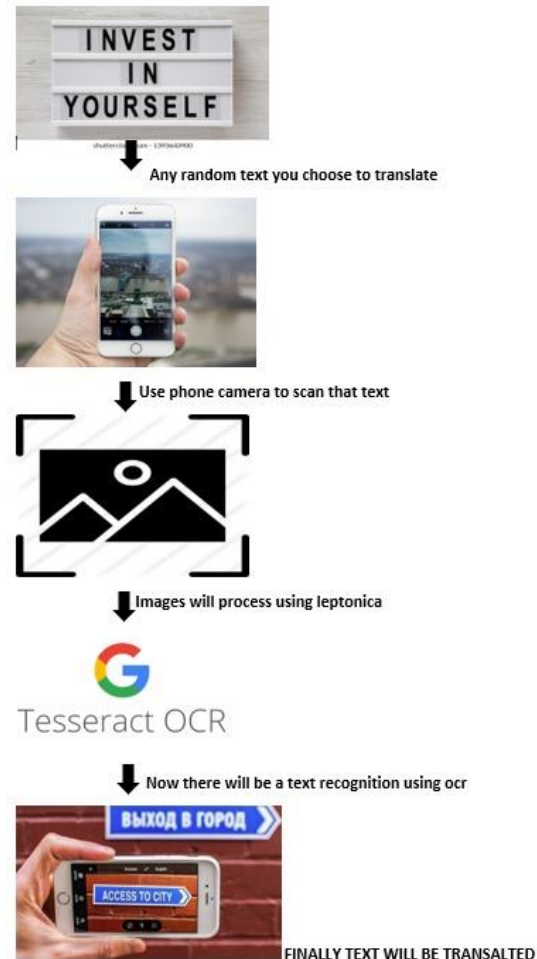 INVEST
IN
YOURSELF
Any random text you choose to translate
Use phone camera to scan that text
Images will process using leptonica
Tesseract OCR
Now there will be a text recognition using ocr
ВЫХОД В ГОРОД
ACCESS TO CITY
FINALLY TEXT WILL BE TRANSALTED